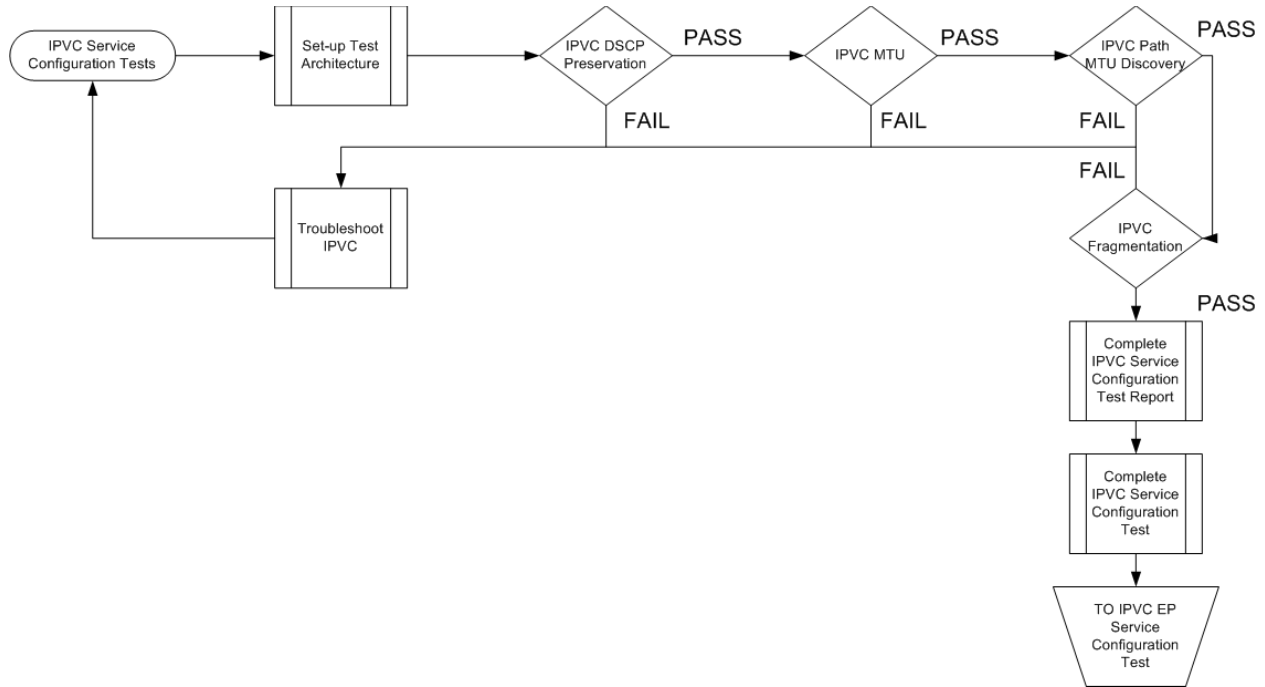 IPVC Service
Configuration Tests
Set-up Test
Architecture
IPVC DSCP
Preservation
PASS
IPVC MTU
PASS
IPVC Path
MTU Discovery
PASS
FAIL
FAIL
FAIL
FAIL
Troubleshoot
IPVC
IPVC
Fragmentation
PASS
Complete
IPVC Service
Configuration
Test Report
Complete
IPVC Service
Configuration
Test
TO IPVC EP
Service
Configuration
Test